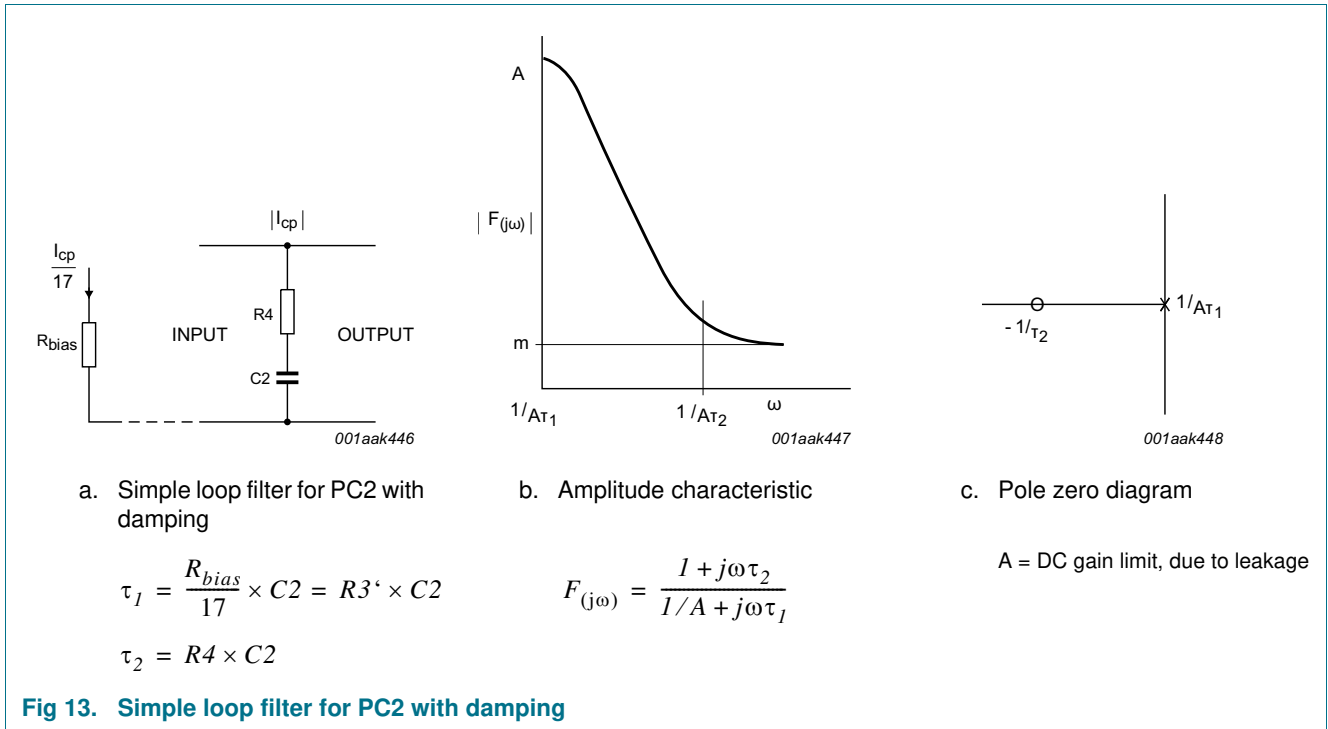 |Icp|
Icp
17
Rbias
R4
INPUT
OUTPUT
C2
001aak446
A
| F(jω)|
m
1/Aτ1
1/Aτ2
ω
001aak447
1/Aτ1
- 1/τ2
001aak448
a. Simple loop filter for PC2 with
damping
τ1 = Rbias/17 × C2 = R3‘ × C2
τ2 = R4 × C2
b. Amplitude characteristic
F(jω) = 1 + jωτ2 / 1/A + jωτ1
c. Pole zero diagram
A = DC gain limit, due to leakage
Fig 13. Simple loop filter for PC2 with damping